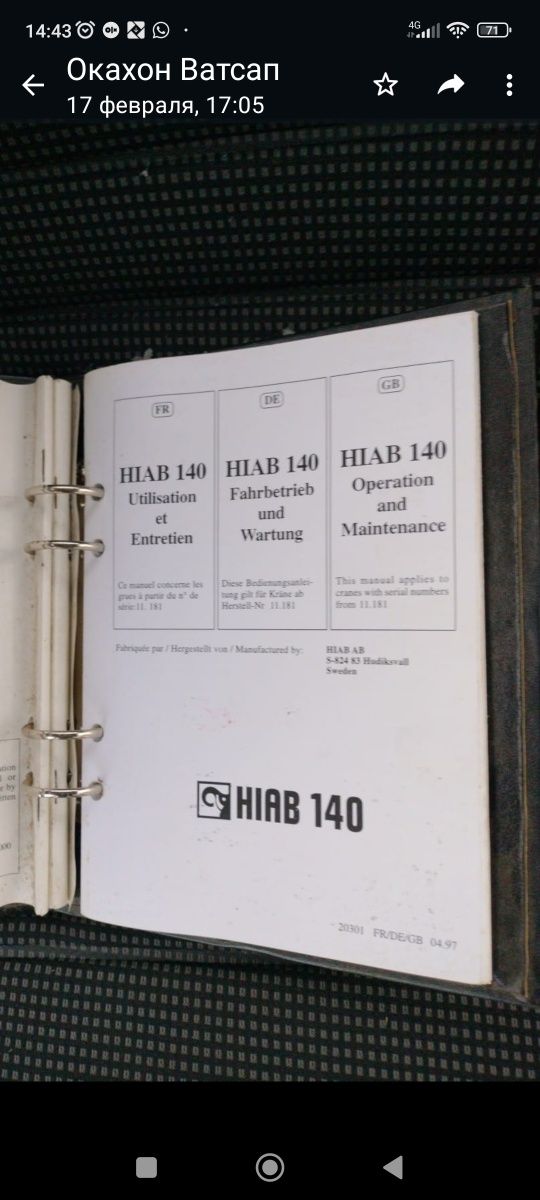 14:43
4G
71
Окахон Ватсап
17 февраля, 17:05
FR
HIAB 140
Utilisation
et
Entretien
Ce manuel concerne les
grues à partir du n° de
série:11. 181
DE
HIAB 140
Fahrbetrieb
und
Wartung
Diese Bedienungsanlei-
tung gilt für Kräne ab
Herstell-Nr 11.181
GB
HIAB 140
Operation
and
Maintenance
This manual applies to
cranes with serial numbers
from 11.181
Fabriquée par / Hergestellt von / Manufactured by:
HIAB AB
S-824 83 Hudiksvall
Sweden
HIAB 140
20301 FR/DE/GB 04.97